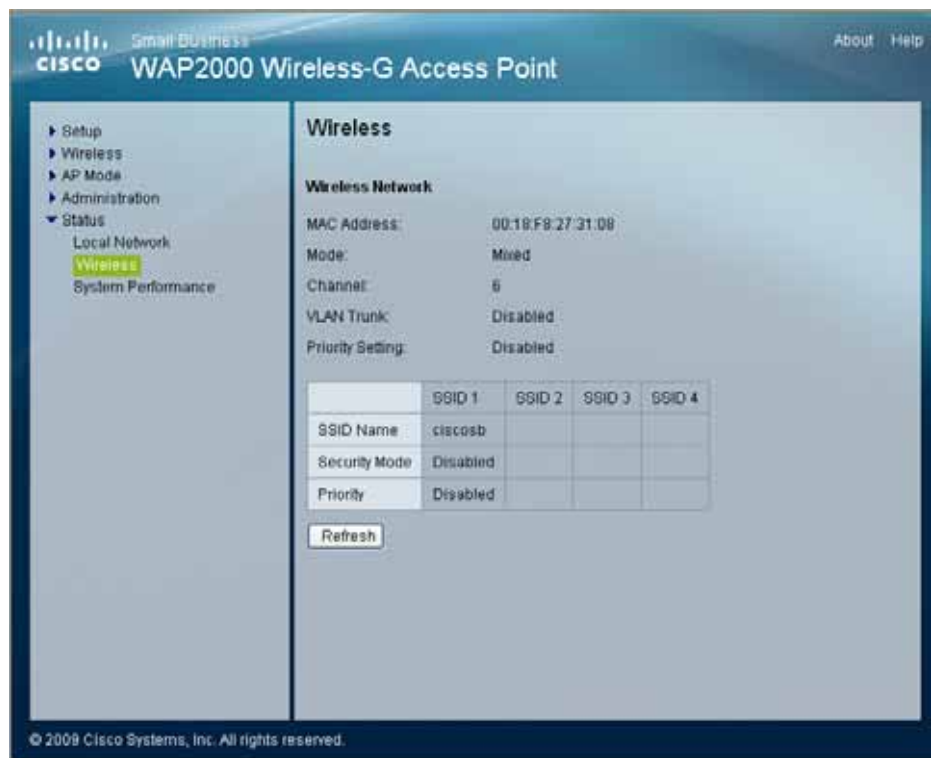 Small Business
CISCO WAP2000 Wireless-G Access Point
About Help
Setup
Wireless
AP Mode
Administration
Status
Local Network
Wireless
System Performance
Wireless
Wireless Network
MAC Address: 00:18:F8:27:31:08
Mode: Mixed
Channel: 6
VLAN Trunk: Disabled
Priority Setting: Disabled
SSID 1 SSID 2 SSID 3 SSID 4
SSID Name ciscosb
Security Mode Disabled
Priority Disabled
Refresh
© 2009 Cisco Systems, Inc. All rights reserved.